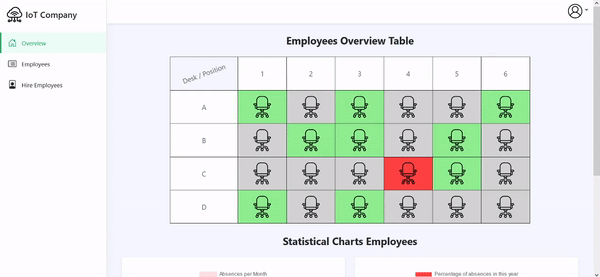 IoT Company
Overview
Employees
Hire Employees
Employees Overview Table
Desk / Position 1 2 3 4 5 6
A
B
C
D
Statistical Charts Employees
Absences per Month
Percentage of absences in this year